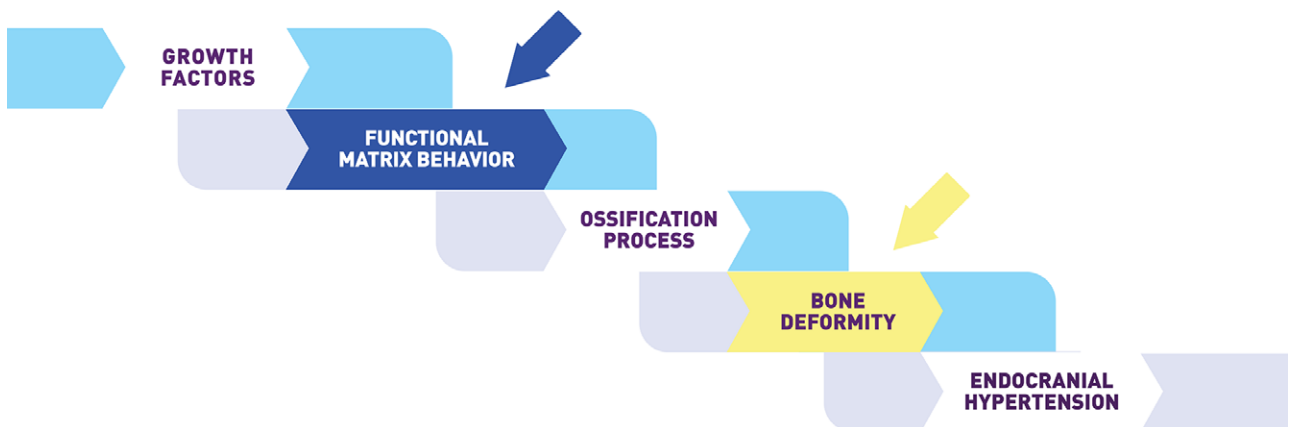 GROWTH
FACTORS
FUNCTIONAL
MATRIX BEHAVIOR
OSSIFICATION
PROCESS
BONE
DEFORMITY
ENDOCRANIAL
HYPERTENSION